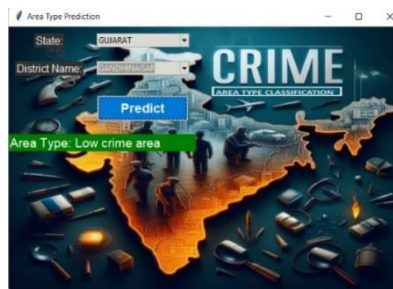 Area Type Prediction
State: GUJARAT
CRIME
District Name: GANDHINAGAR
AREA TYPE CLASSIFICATION
Predict
Area Type: Low crime area